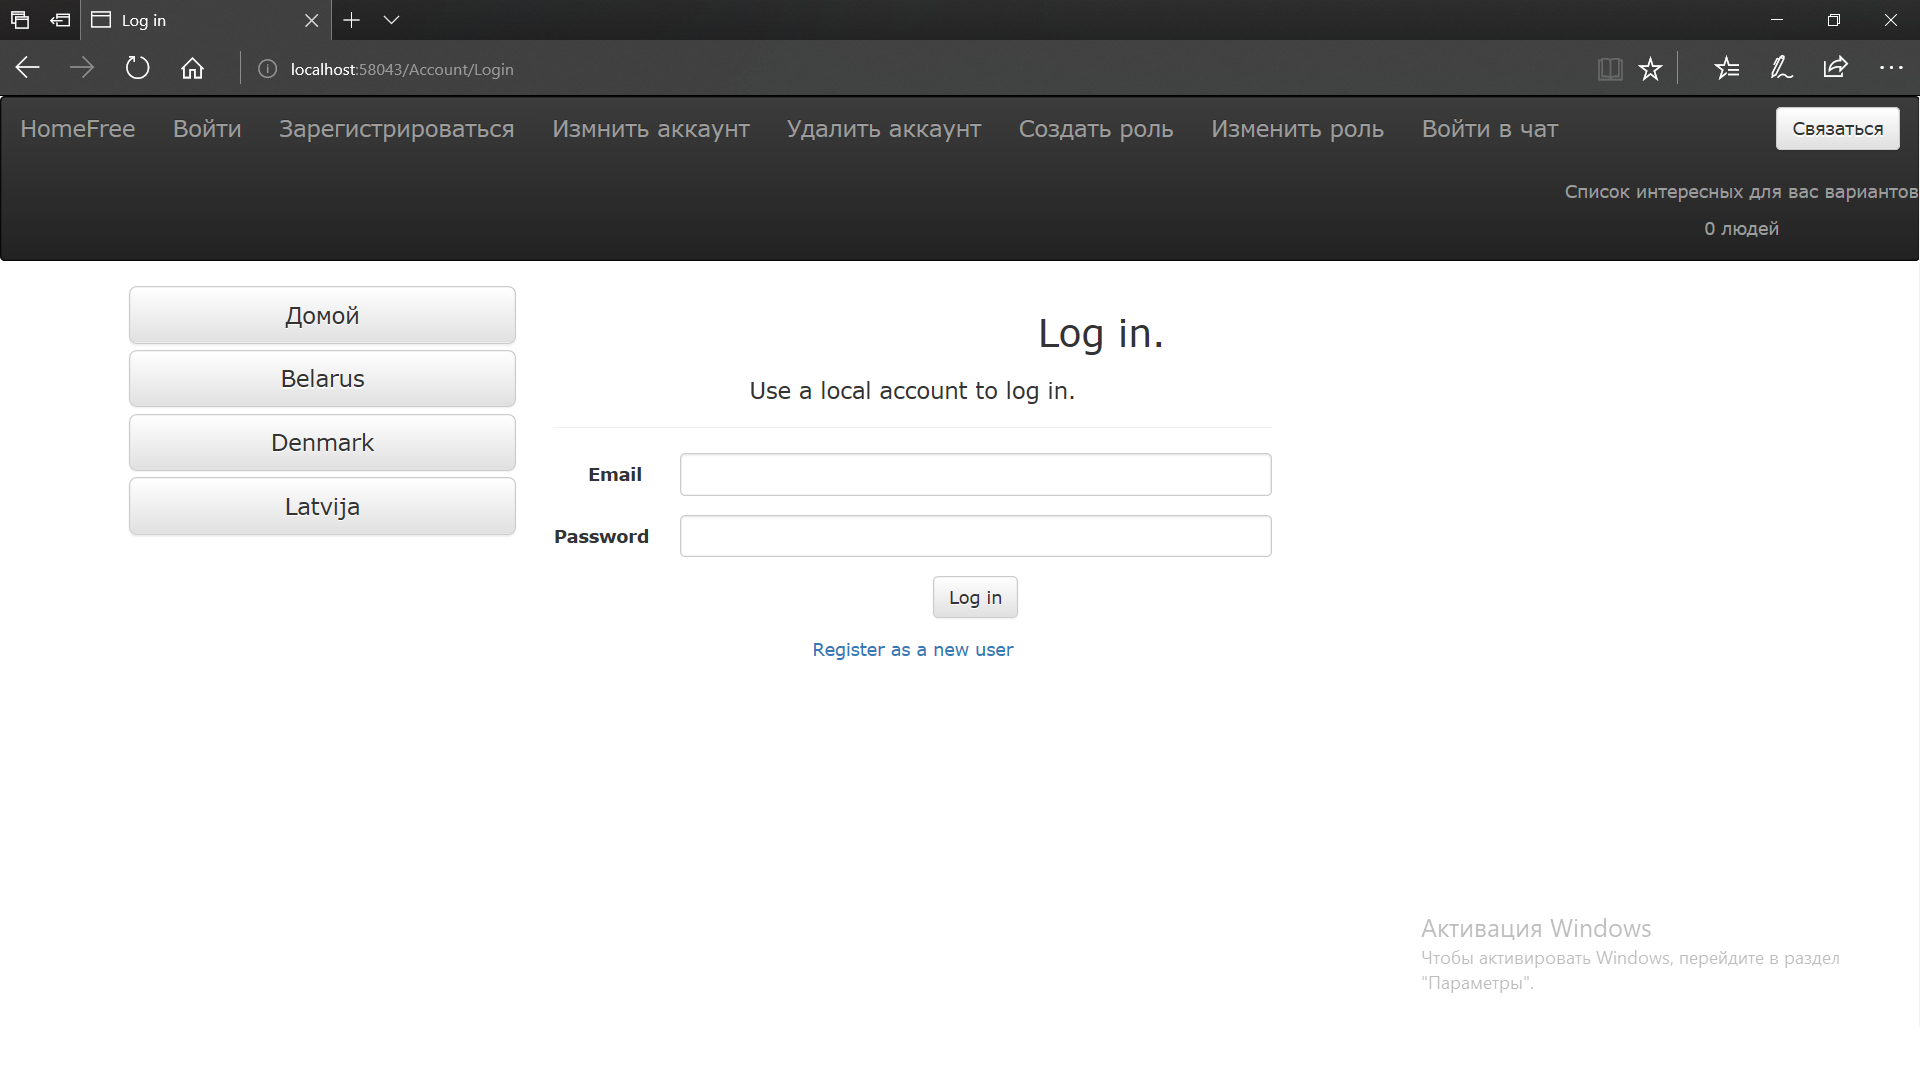 Log in
localhost:58043/Account/Login
HomeFree Войти Зарегистрироваться Измнить аккаунт Удалить аккаунт Создать роль Изменить роль Войти в чат Связаться
Список интересных для вас вариантов
0 людей
Домой
Belarus
Denmark
Latvija
Log in.
Use a local account to log in.
Email
Password
Log in
Register as a new user
Активация Windows
Чтобы активировать Windows, перейдите в раздел
"Параметры".